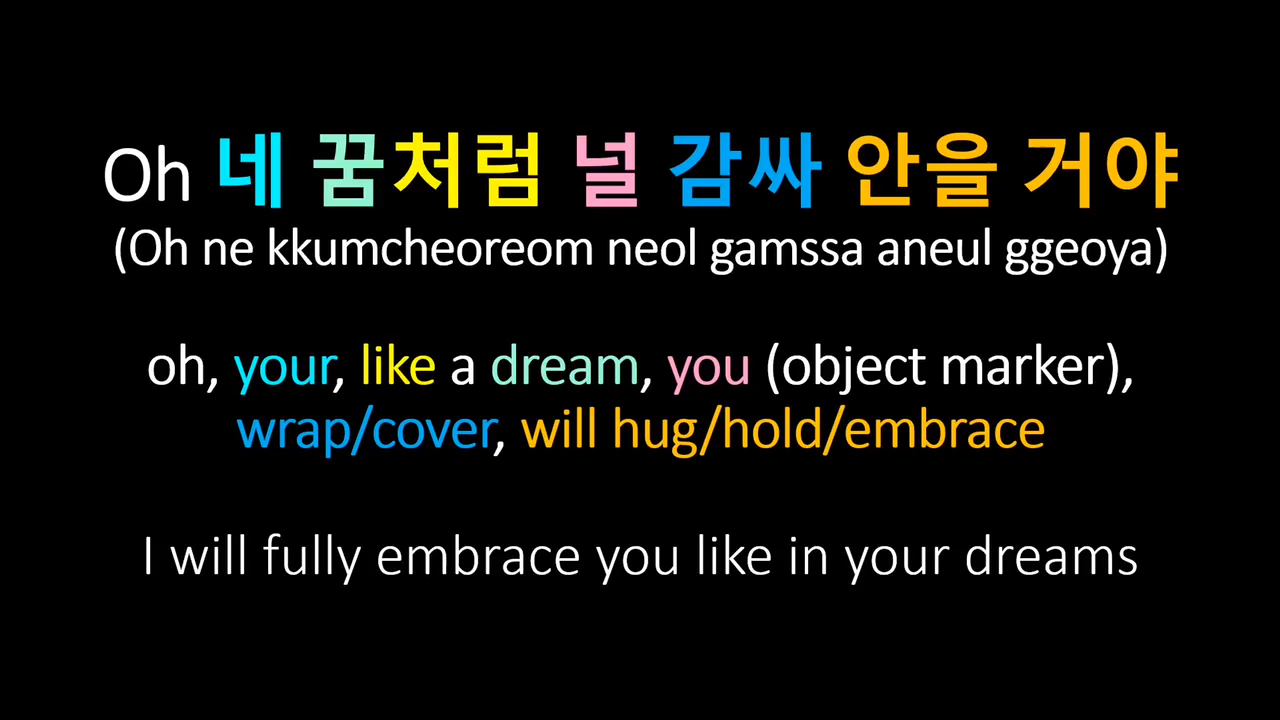 Oh 네 꿈처럼 널 감싸 안을 거야
(Oh ne kkumcheoreom neol gamssa aneul ggeoya)
oh, your, like a dream, you (object marker),
wrap/cover, will hug/hold/embrace
I will fully embrace you like in your dreams